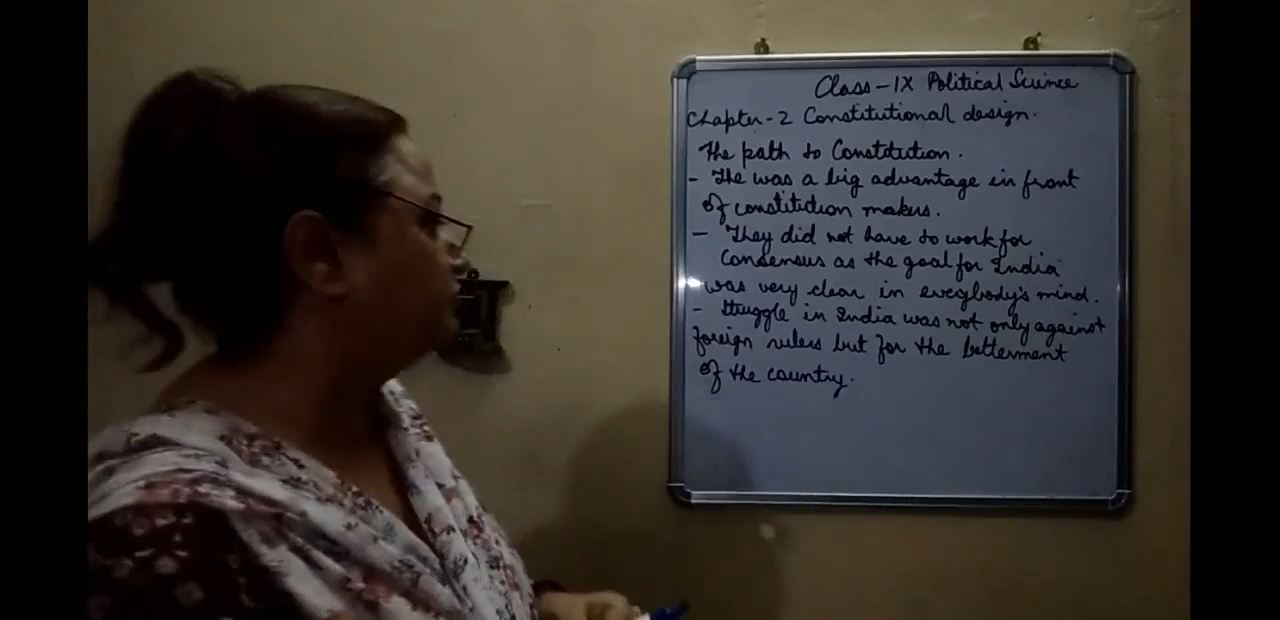 Class-IX Political Science
Chapter-2 Constitutional design.
The path to Constitution.
- The was a big advantage in front
of constitution makers.
- They did not have to work for
Consensus as the goal for India
was very clear in everybody's mind.
- Struggle in India was not only against
foreign rulers but for the betterment
of the country.